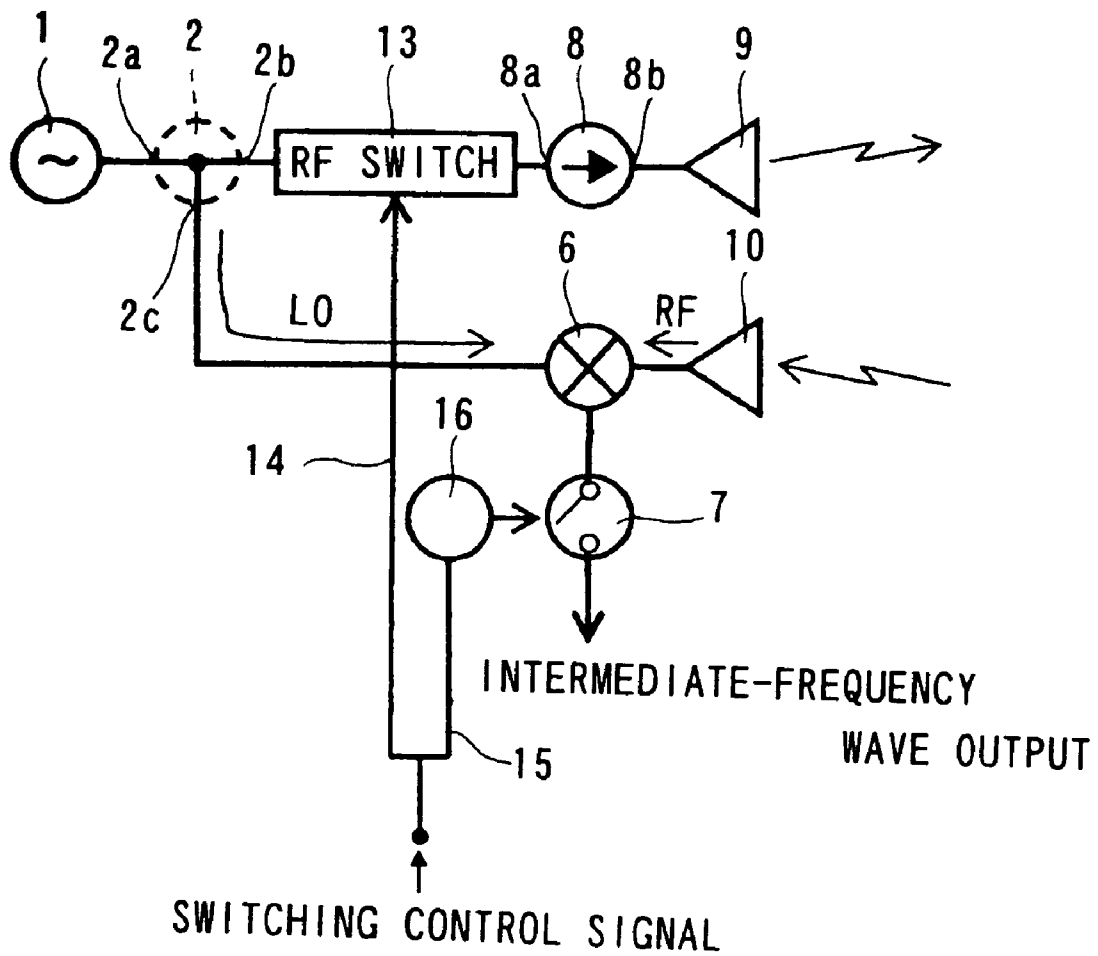 1
2
13
8
9
2a
2b
8a
8b
RF SWITCH
6
10
2c
LO
RF
16
14
7
INTERMEDIATE-FREQUENCY
WAVE OUTPUT
15
SWITCHING CONTROL SIGNAL